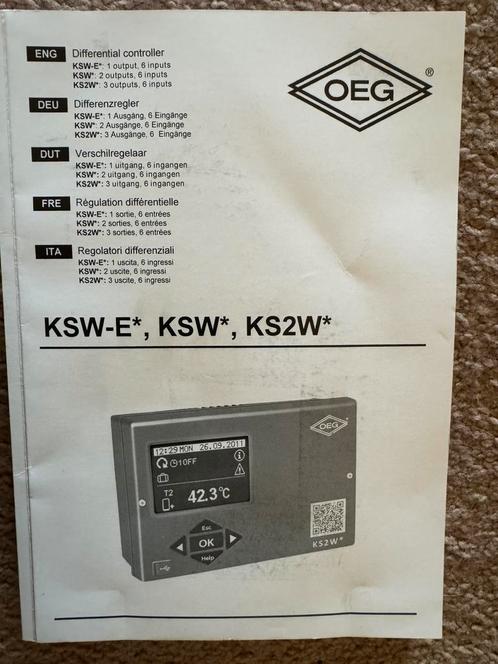 ENG Differential controller
KSW-E*: 1 output, 6 inputs
KSW*: 2 outputs, 6 inputs
KS2W*: 3 outputs, 6 inputs
OEG®
DEU Differenzregler
KSW-E*: 1 Ausgäng, 6 Eingänge
KSW*: 2 Ausgänge, 6 Eingänge
KS2W*: 3 Ausgänge, 6 Eingänge
DUT Verschilregelaar
KSW-E*: 1 uitgang, 6 ingangen
KSW*: 2 uitgang, 6 ingangen
KS2W*: 3 uitgang, 6 ingangen
FRE Régulation différentielle
KSW-E*: 1 sortie, 6 entrées
KSW*: 2 sorties, 6 entrées
KS2W*: 3 sorties, 6 entrées
ITA Regolatori differenziali
KSW-E*: 1 uscita, 6 ingressi
KSW*: 2 uscite, 6 ingressi
KS2W*: 3 uscite, 6 ingressi
KSW-E*, KSW*, KS2W*
OEG
12:29 MON 26.09.2011
1OFF
T2
42.3°C
Esc
OK
Help
KS2W*